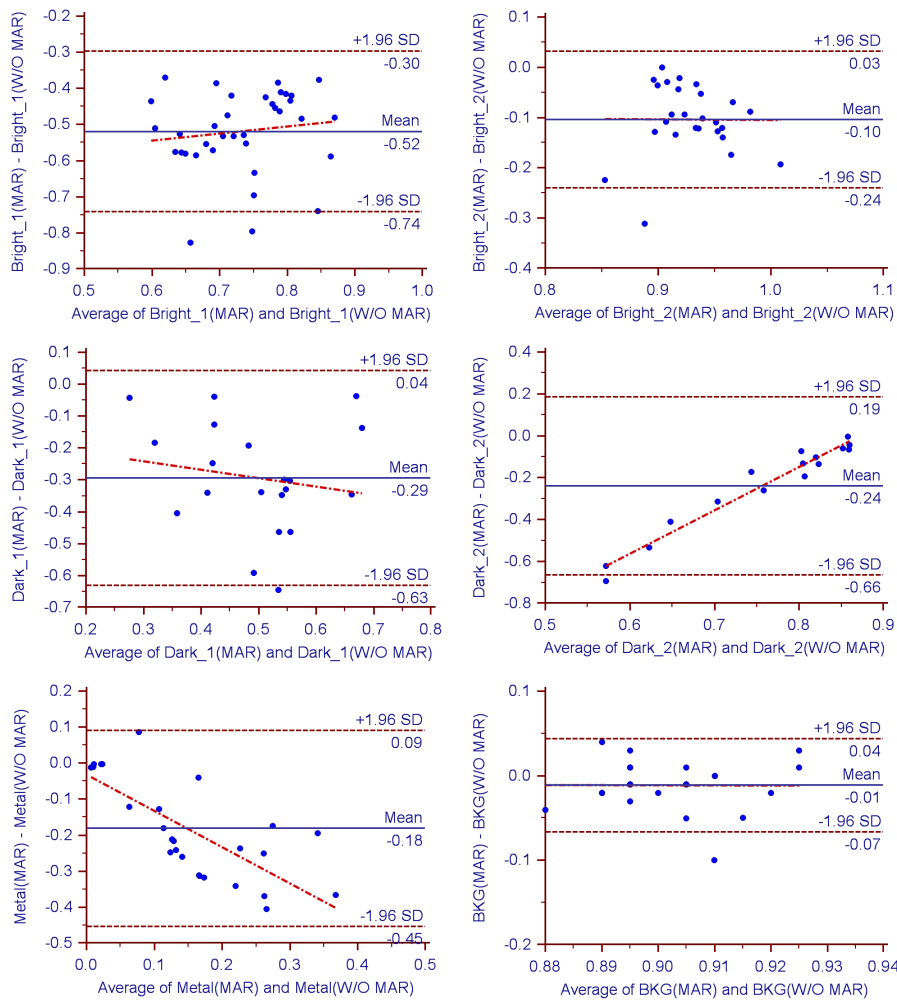 Bright_1(MAR) - Bright_1(W/O MAR)
-0.2
-0.3
-0.4
-0.5
-0.6
-0.7
-0.8
-0.9
+1.96 SD
-0.30
Mean
-0.52
-1.96 SD
-0.74
0.5 0.6 0.7 0.8 0.9 1.0
Average of Bright_1(MAR) and Bright_1(W/O MAR)
Bright_2(MAR) - Bright_2(W/O MAR)
0.1
0.0
-0.1
-0.2
-0.3
-0.4
+1.96 SD
0.03
Mean
-0.10
-1.96 SD
-0.24
0.8 0.9 1.0 1.1
Average of Bright_2(MAR) and Bright_2(W/O MAR)
Dark_1(MAR) - Dark_1(W/O MAR)
0.1
0.0
-0.1
-0.2
-0.3
-0.4
-0.5
-0.6
-0.7
+1.96 SD
0.04
Mean
-0.29
-1.96 SD
-0.63
0.2 0.3 0.4 0.5 0.6 0.7 0.8
Average of Dark_1(MAR) and Dark_1(W/O MAR)
Dark_2(MAR) - Dark_2(W/O MAR)
0.4
0.2
0.0
-0.2
-0.4
-0.6
-0.8
+1.96 SD
0.19
Mean
-0.24
-1.96 SD
-0.66
0.5 0.6 0.7 0.8 0.9
Average of Dark_2(MAR) and Dark_2(W/O MAR)
Metal(MAR) - Metal(W/O MAR)
0.2
0.1
0.0
-0.1
-0.2
-0.3
-0.4
-0.5
+1.96 SD
0.09
Mean
-0.18
-1.96 SD
-0.45
0.0 0.1 0.2 0.3 0.4 0.5
Average of Metal(MAR) and Metal(W/O MAR)
BKG(MAR) - BKG(W/O MAR)
0.1
0.0
-0.1
-0.2
+1.96 SD
0.04
Mean
-0.01
-1.96 SD
-0.07
0.88 0.89 0.90 0.91 0.92 0.93 0.94
Average of BKG(MAR) and BKG(W/O MAR)